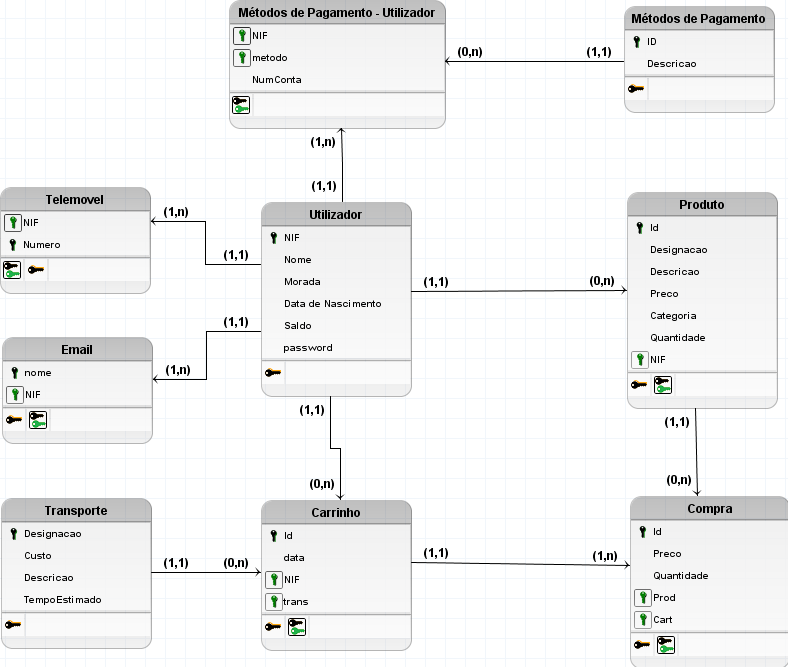 Métodos de Pagamento - Utilizador
NIF
metodo
NumConta
Métodos de Pagamento
ID
Descricao
(0,n)
(1,1)
(1,n)
(1,1)
Telemovel
NIF
Numero
(1,n)
(1,1)
Utilizador
NIF
Nome
Morada
Data de Nascimento
Saldo
password
(1,1)
(0,n)
Produto
Id
Designacao
Descricao
Preco
Categoria
Quantidade
NIF
Email
nome
NIF
(1,1)
(1,n)
(1,1)
(0,n)
(1,1)
(0,n)
Transporte
Designacao
Custo
Descricao
TempoEstimado
(1,1)
(0,n)
Carrinho
Id
data
NIF
trans
(1,1)
(1,n)
Compra
Id
Preco
Quantidade
Prod
Cart